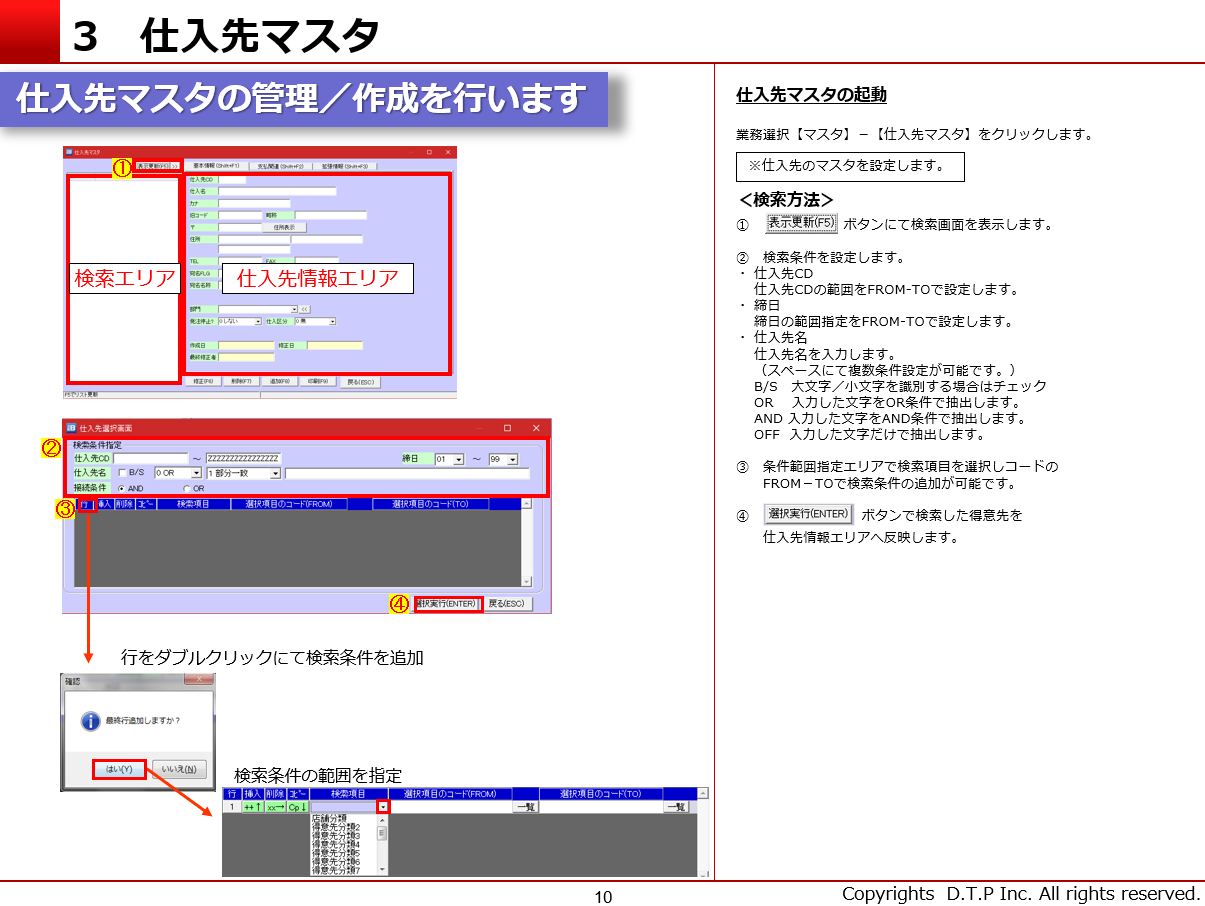 3　仕入先マスタ
仕入先マスタの管理／作成を行います
仕入先マスタ
① 表示更新(F5) >> 基本情報(Shift+F1) 支払関連(Shift+F2) 拡張情報(Shift+F3)
仕入先CD
仕入名
カナ
旧コード 略称
〒 住所表示
住所
TEL FAX
宛名FLG
宛名名称
検索エリア 仕入先情報エリア
部門 <<
発注停止? 0 しない 仕入区分 0 無
作成日 修正日
最終修正者
修正(F6) 削除(F7) 追加(F8) 印刷(F9) 戻る(ESC)
F5でリスト更新
仕入先選択画面
② 検索条件指定
仕入先CD ～ ZZZZZZZZZZZZZZZZ 締日 01 ～ 99
仕入先名 B/S 0 OR 1 部分一致
接続条件 AND OR
③ 行 挿入 削除 ｺﾋﾟｰ 検索項目 選択項目のコード(FROM) 選択項目のコード(TO)
④ 選択実行(ENTER) 戻る(ESC)
行をダブルクリックにて検索条件を追加
確認
最終行追加しますか？
はい(Y) いいえ(N)
検索条件の範囲を指定
行 挿入 削除 ｺﾋﾟｰ 検索項目 選択項目のコード(FROM) 選択項目のコード(TO)
1 ++↑ xx→ Cp↓ 一覧 一覧
店舗分類
得意先分類2
得意先分類3
得意先分類4
得意先分類5
得意先分類6
得意先分類7
仕入先マスタの起動
業務選択【マスタ】－【仕入先マスタ】をクリックします。
※仕入先のマスタを設定します。
＜検索方法＞
① 表示更新(F5) ボタンにて検索画面を表示します。
② 検索条件を設定します。
・ 仕入先CD
仕入先CDの範囲をFROM-TOで設定します。
・ 締日
締日の範囲指定をFROM-TOで設定します。
・ 仕入先名
仕入先名を入力します。
（スペースにて複数条件設定が可能です。）
B/S 大文字／小文字を識別する場合はチェック
OR 入力した文字をOR条件で抽出します。
AND 入力した文字をAND条件で抽出します。
OFF 入力した文字だけで抽出します。
③ 条件範囲指定エリアで検索項目を選択しコードの
FROM－TOで検索条件の追加が可能です。
④ 選択実行(ENTER) ボタンで検索した得意先を
仕入先情報エリアへ反映します。
10
Copyrights D.T.P Inc. All rights reserved.